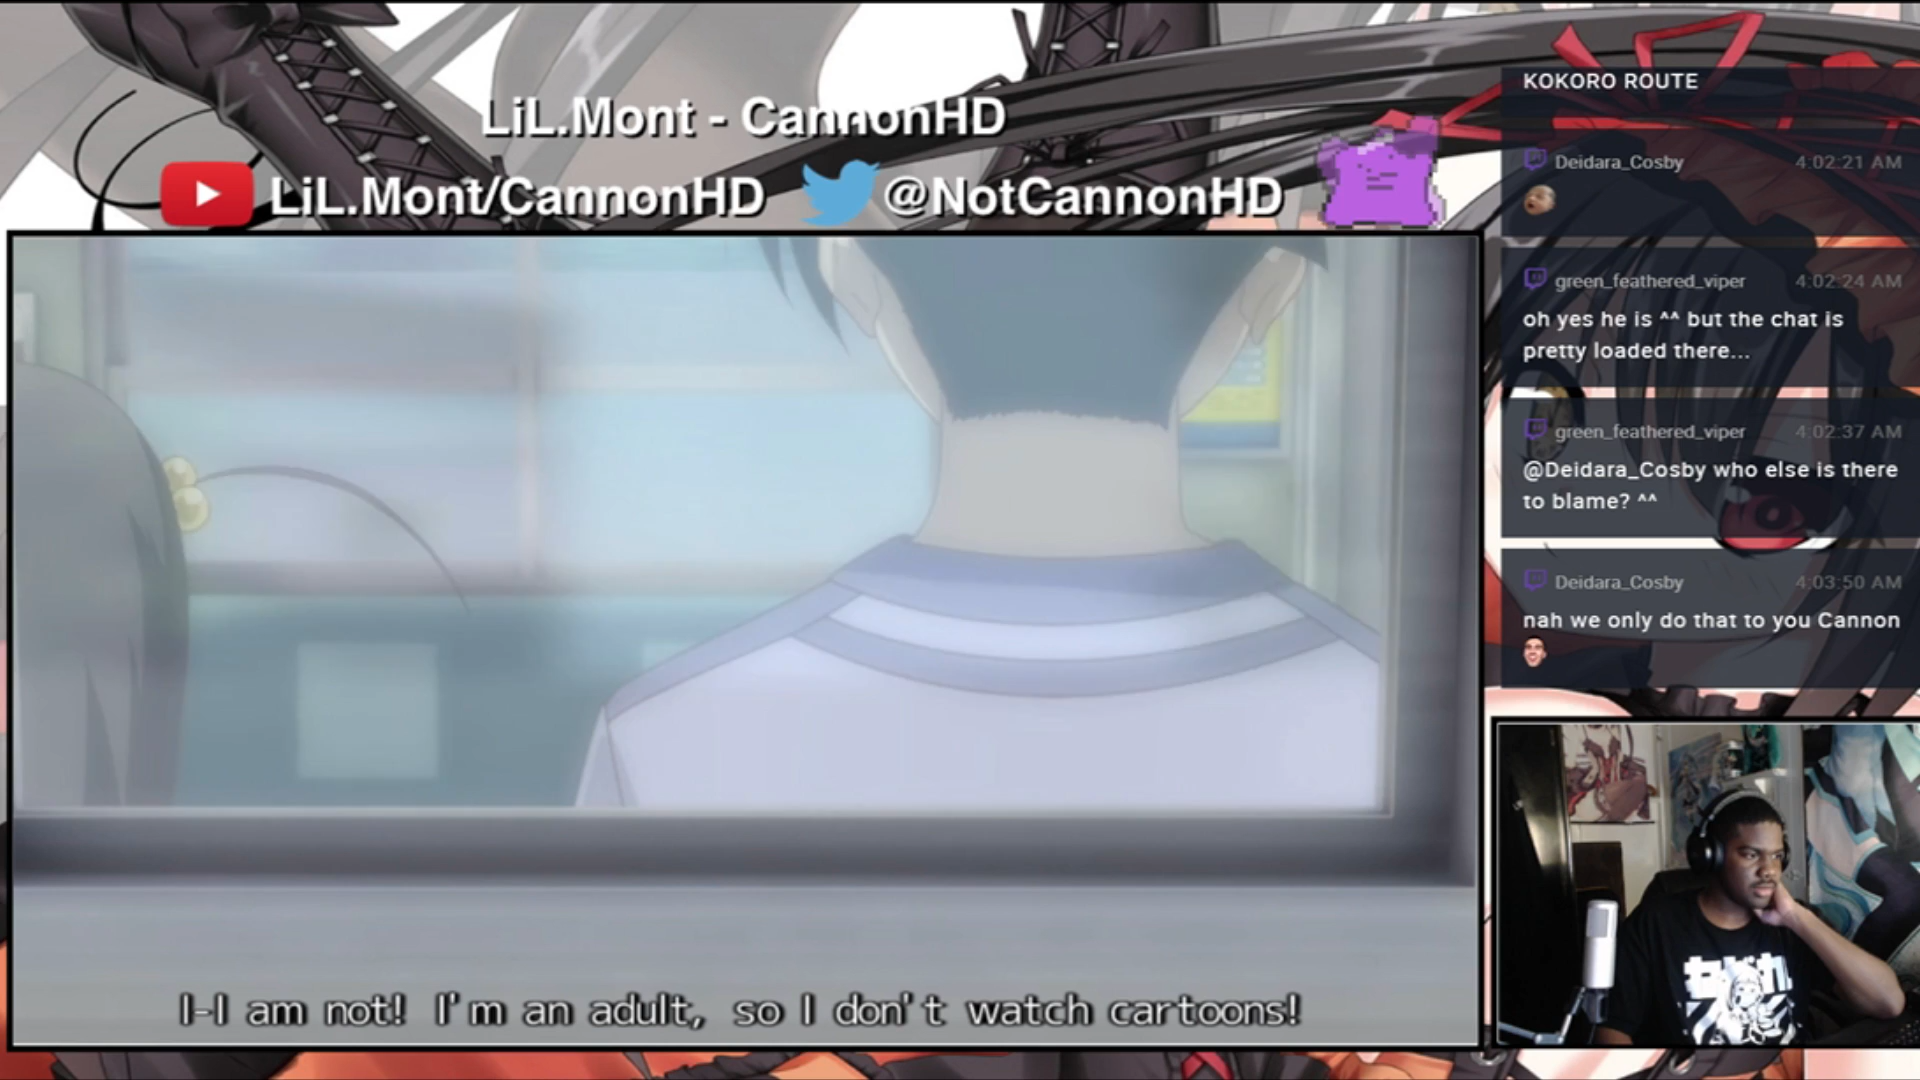 LiL.Mont - CannonHD
LiL.Mont/CannonHD
@NotCannonHD
KOKORO ROUTE
Deidara_Cosby 4:02:21 AM
green_feathered_viper 4:02:24 AM
oh yes he is ^^ but the chat is
pretty loaded there...
green_feathered_viper 4:02:37 AM
@Deidara_Cosby who else is there
to blame? ^^
Deidara_Cosby 4:03:50 AM
nah we only do that to you Cannon
I-I am not! I'm an adult, so I don't watch cartoons!